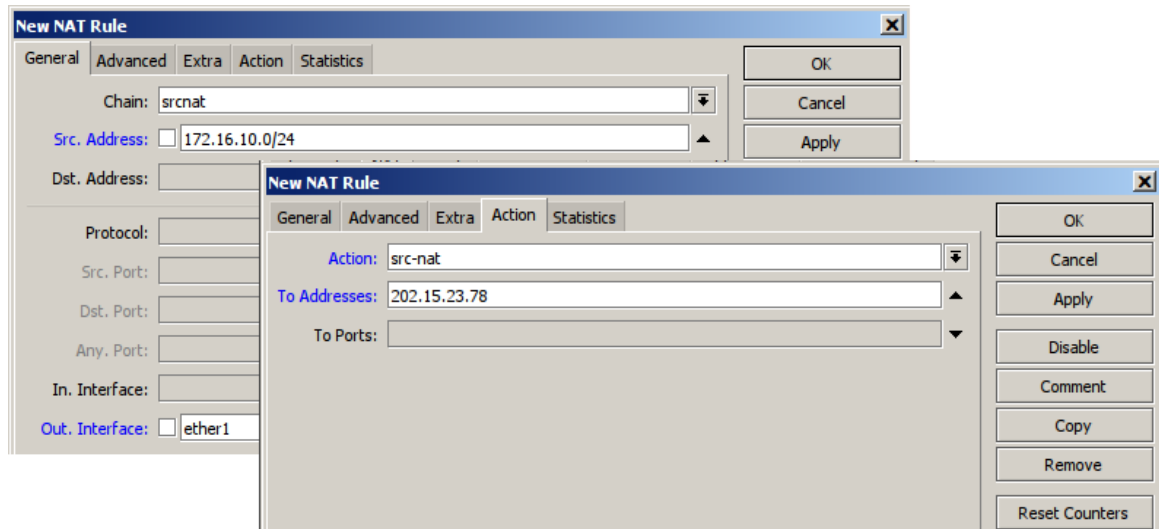 New NAT Rule
General Advanced Extra Action Statistics
OK
Chain: srcnat
Cancel
Src. Address: 172.16.10.0/24
Apply
Dst. Address:
Protocol:
Src. Port:
Dst. Port:
Any. Port:
In. Interface:
Out. Interface: ether1
New NAT Rule
General Advanced Extra Action Statistics
OK
Action: src-nat
Cancel
To Addresses: 202.15.23.78
Apply
To Ports:
Disable
Comment
Copy
Remove
Reset Counters